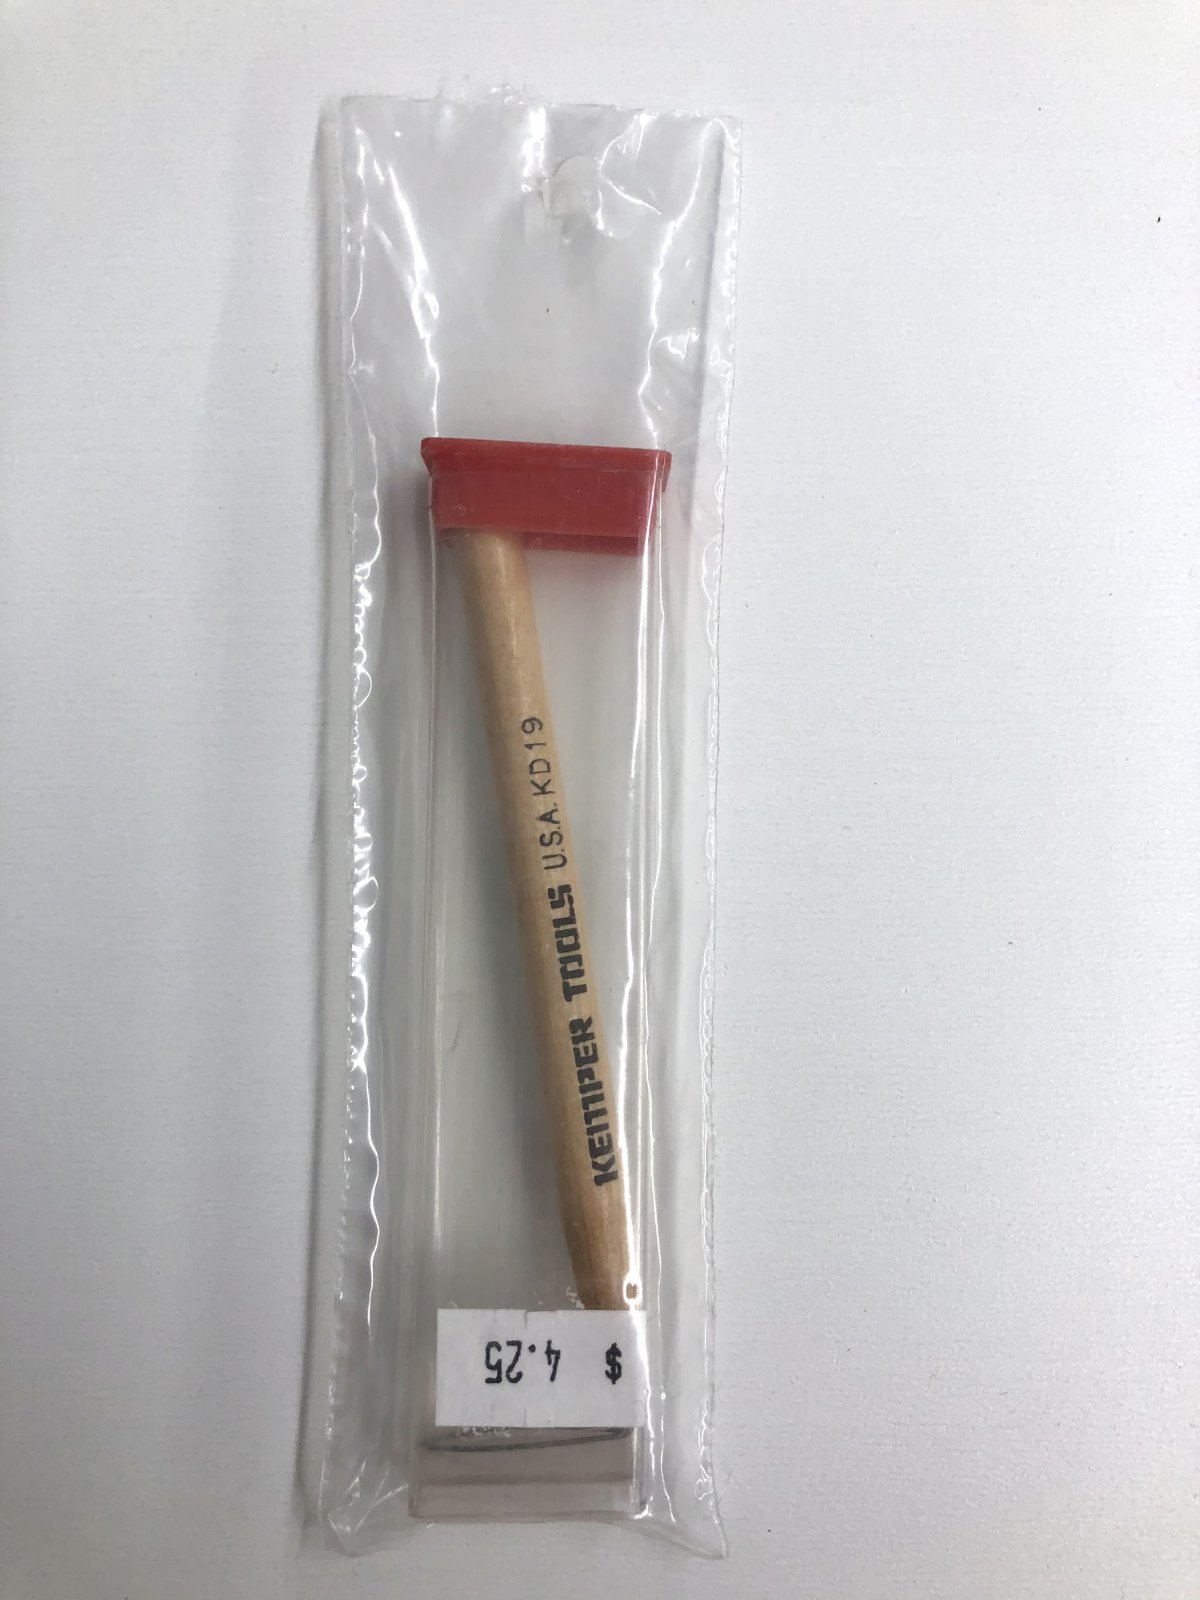 KEMPER TOOLS U.S.A. KD19
$ 4.25